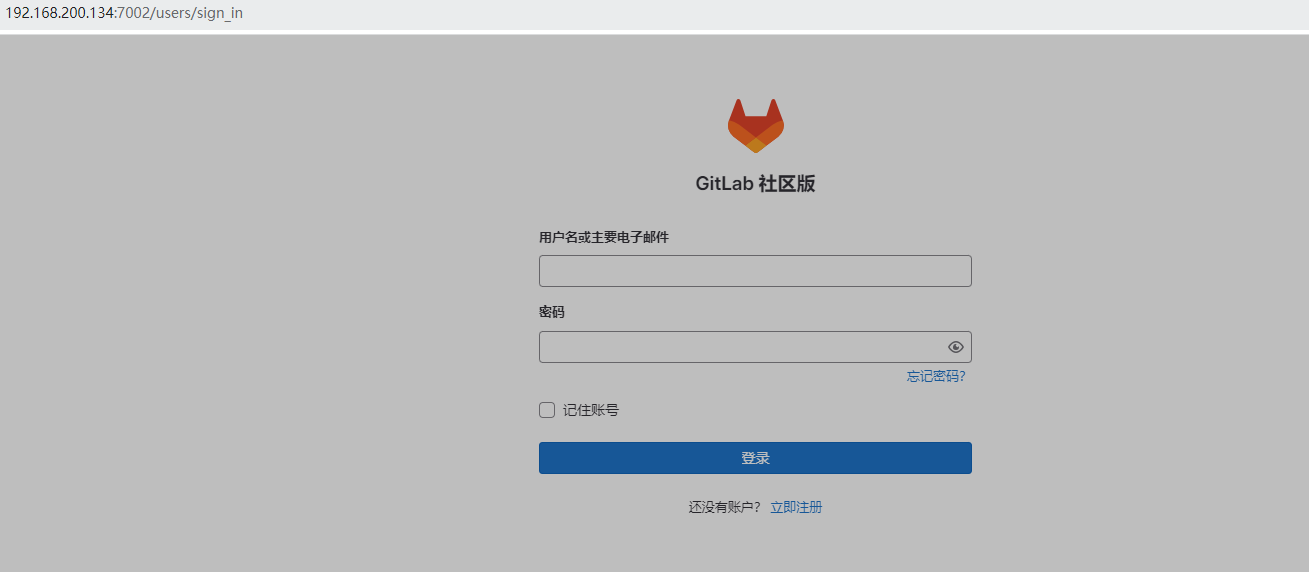 192.168.200.134:7002/users/sign_in
GitLab 社区版
用户名或主要电子邮件
密码
忘记密码?
记住账号
登录
还没有账户? 立即注册